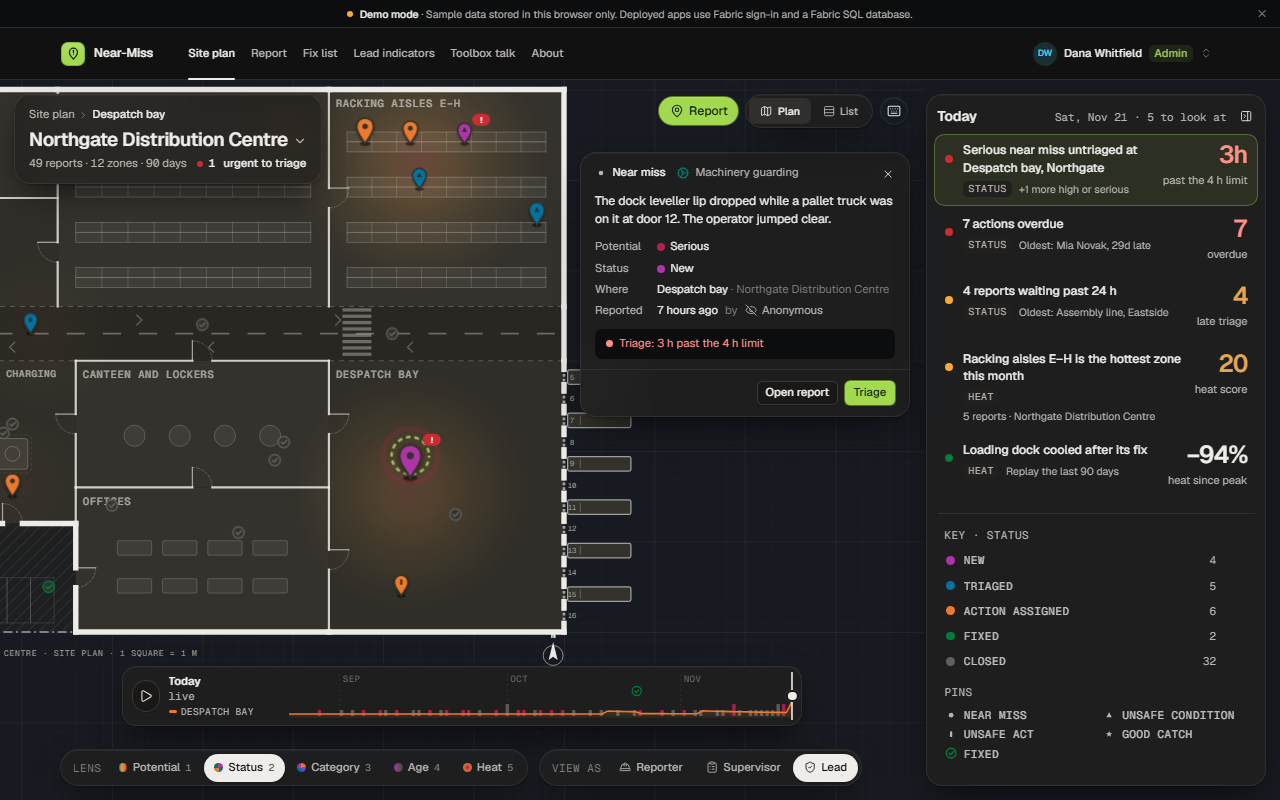 Demo mode · Sample data stored in this browser only. Deployed apps use Fabric sign-in and a Fabric SQL database.
Near-Miss
Site plan
Report
Fix list
Lead indicators
Toolbox talk
About
DW
Dana Whitfield
Admin
Site plan › Despatch bay
Northgate Distribution Centre
49 reports · 12 zones · 90 days
1 urgent to triage
RACKING AISLES E–H
!
CHARGING
CANTEEN AND LOCKERS
DESPATCH BAY
!
OFFICES
5
6
7
8
9
10
11
12
13
14
15
16
CENTRE · SITE PLAN · 1 SQUARE = 1 M
Report
Plan
List
Near miss
Machinery guarding
The dock leveller lip dropped while a pallet truck was
on it at door 12. The operator jumped clear.
Potential
Serious
Status
New
Where
Despatch bay · Northgate Distribution Centre
Reported
7 hours ago by Anonymous
Triage: 3 h past the 4 h limit
Open report
Triage
Today
Sat, Nov 21 · 5 to look at
Serious near miss untriaged at
Despatch bay, Northgate
STATUS
+1 more high or serious
3h
past the 4 h limit
7 actions overdue
STATUS
Oldest: Mia Novak, 29d late
7
overdue
4 reports waiting past 24 h
STATUS
Oldest: Assembly line, Eastside
4
late triage
Racking aisles E–H is the hottest zone
this month
HEAT
5 reports · Northgate Distribution Centre
20
heat score
Loading dock cooled after its fix
HEAT
Replay the last 90 days
−94%
heat since peak
KEY · STATUS
NEW 4
TRIAGED 5
ACTION ASSIGNED 6
FIXED 2
CLOSED 32
PINS
NEAR MISS
UNSAFE CONDITION
UNSAFE ACT
GOOD CATCH
FIXED
Today
live
DESPATCH BAY
SEP
OCT
NOV
LENS
Potential 1
Status 2
Category 3
Age 4
Heat 5
VIEW AS
Reporter
Supervisor
Lead